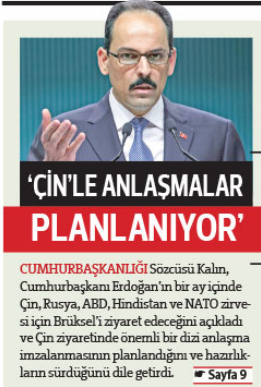 'ÇİN'LE ANLAŞMALAR
PLANLANIYOR'
CUMHURBAŞKANLIĞI Sözcüsü Kalın,
Cumhurbaşkanı Erdoğan'ın bir ay içinde
Çin, Rusya, ABD, Hindistan ve NATO zirve-
si için Brüksel'i ziyaret edeceğini açıkladı
ve Çin ziyaretinde önemli bir dizi anlaşma
imzalanmasının planlandığını ve hazırlık-
ların sürdüğünü dile getirdi. ☛ Sayfa 9